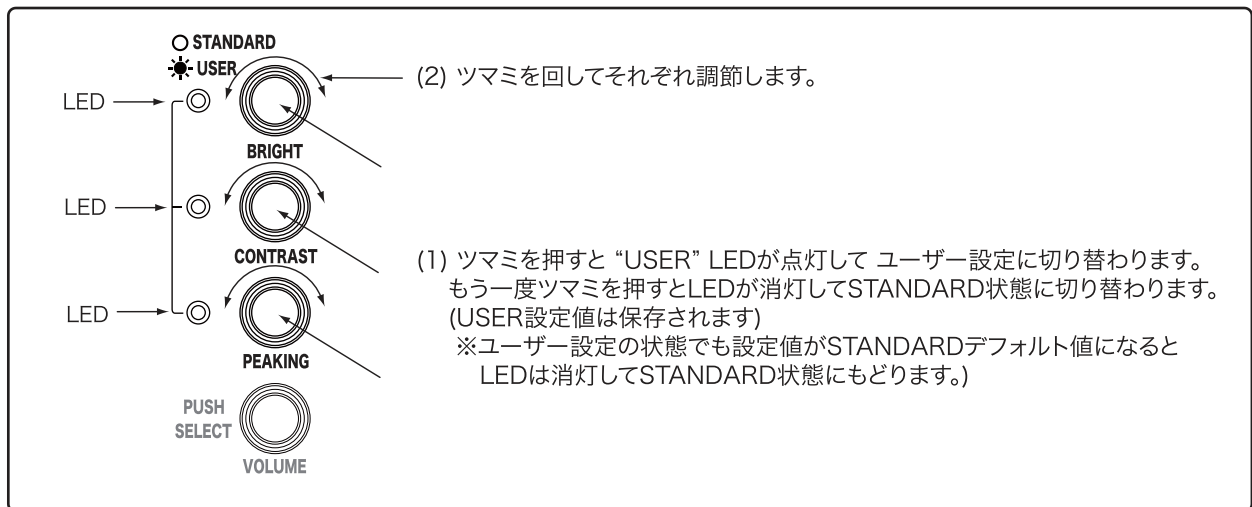 STANDARD
USER
(2) ツマミを回してそれぞれ調節します。
LED
BRIGHT
LED
CONTRAST
(1) ツマミを押すと “USER” LEDが点灯して ユーザー設定に切り替わります。
もう一度ツマミを押すとLEDが消灯してSTANDARD状態に切り替わります。
LED
(USER設定値は保存されます)
※ユーザー設定の状態でも設定値がSTANDARDデフォルト値になると
PEAKING
LEDは消灯してSTANDARD状態にもどります。)
PUSH
SELECT
VOLUME